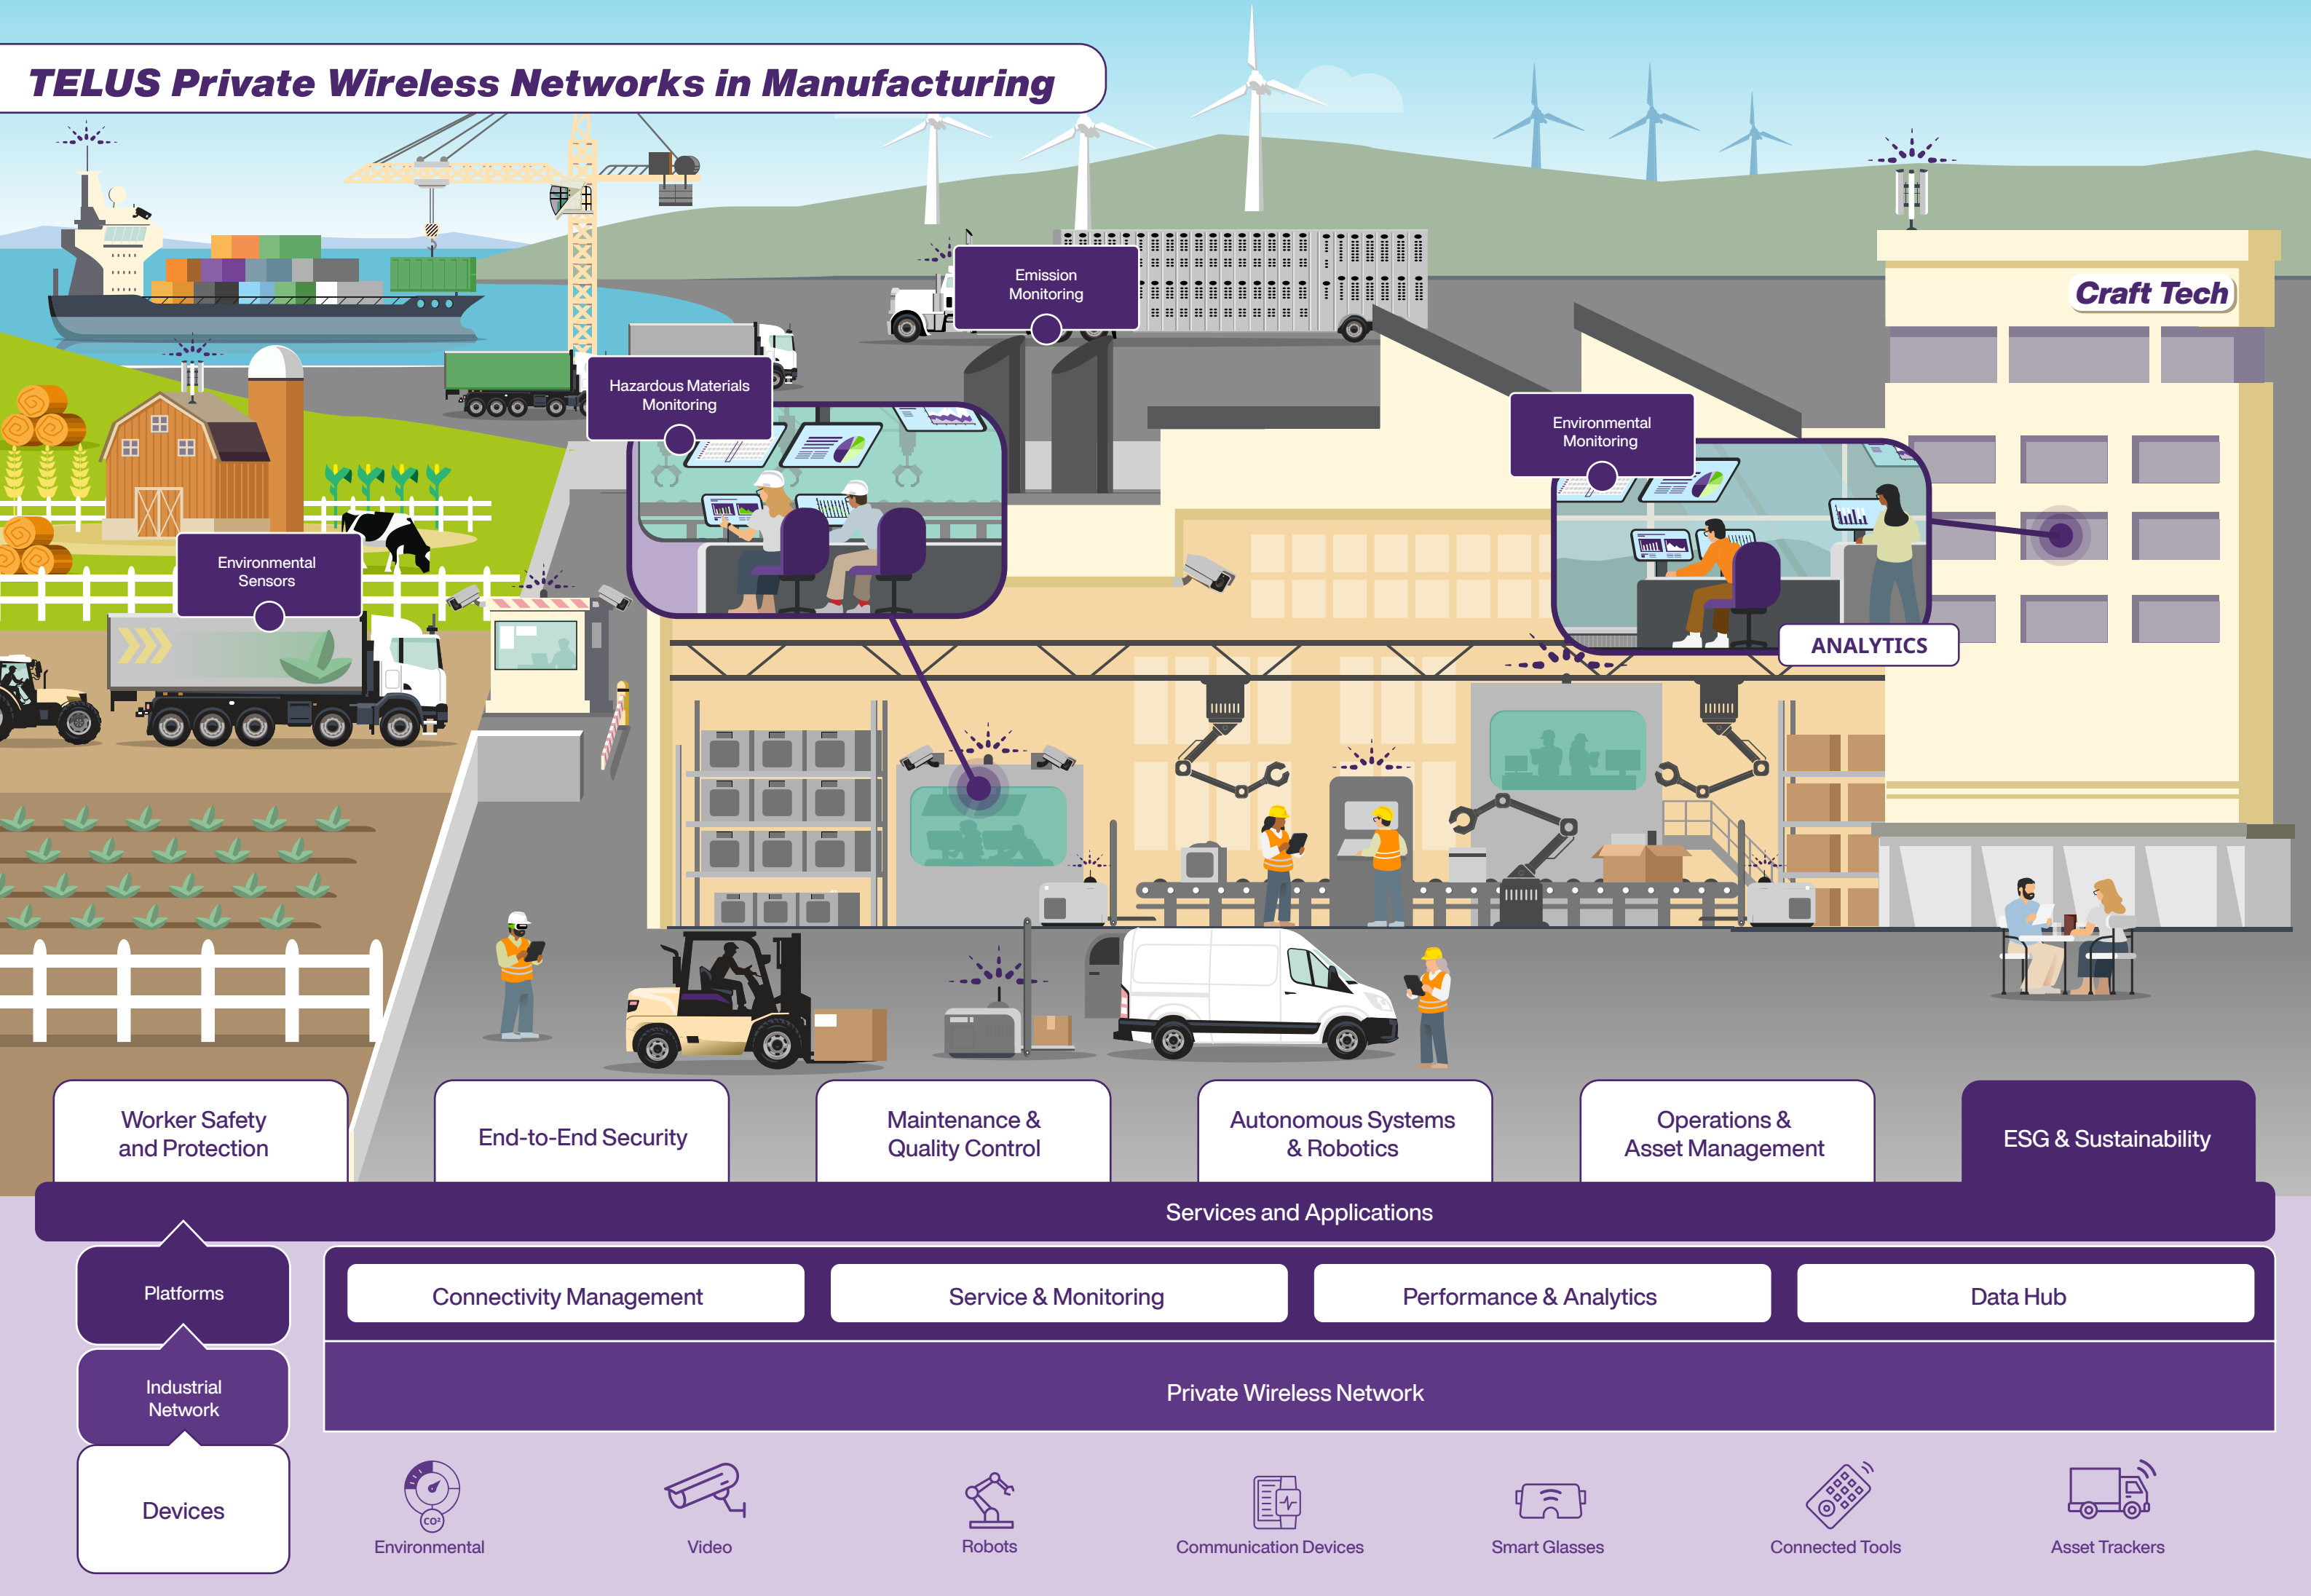 TELUS Private Wireless Networks in Manufacturing
Emission
Monitoring
Craft Tech
Hazardous Materials
Monitoring
Environmental
Monitoring
Environmental
Sensors
ANALYTICS
Worker Safety
and Protection
End-to-End Security
Maintenance &
Quality Control
Autonomous Systems
& Robotics
Operations &
Asset Management
ESG & Sustainability
Services and Applications
Platforms
Connectivity Management
Service & Monitoring
Performance & Analytics
Data Hub
Industrial
Network
Private Wireless Network
Devices
CO²
Environmental
Video
Robots
Communication Devices
Smart Glasses
Connected Tools
Asset Trackers